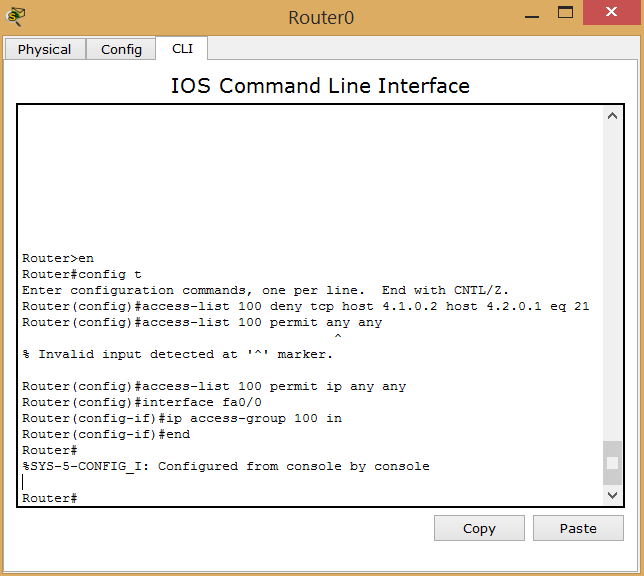 Router0
Physical Config CLI
IOS Command Line Interface
Router>en
Router#config t
Enter configuration commands, one per line.  End with CNTL/Z.
Router(config)#access-list 100 deny tcp host 4.1.0.2 host 4.2.0.1 eq 21
Router(config)#access-list 100 permit any any
^
% Invalid input detected at '^' marker.
Router(config)#access-list 100 permit ip any any
Router(config)#interface fa0/0
Router(config-if)#ip access-group 100 in
Router(config-if)#end
Router#
%SYS-5-CONFIG_I: Configured from console by console
Router#
Copy Paste